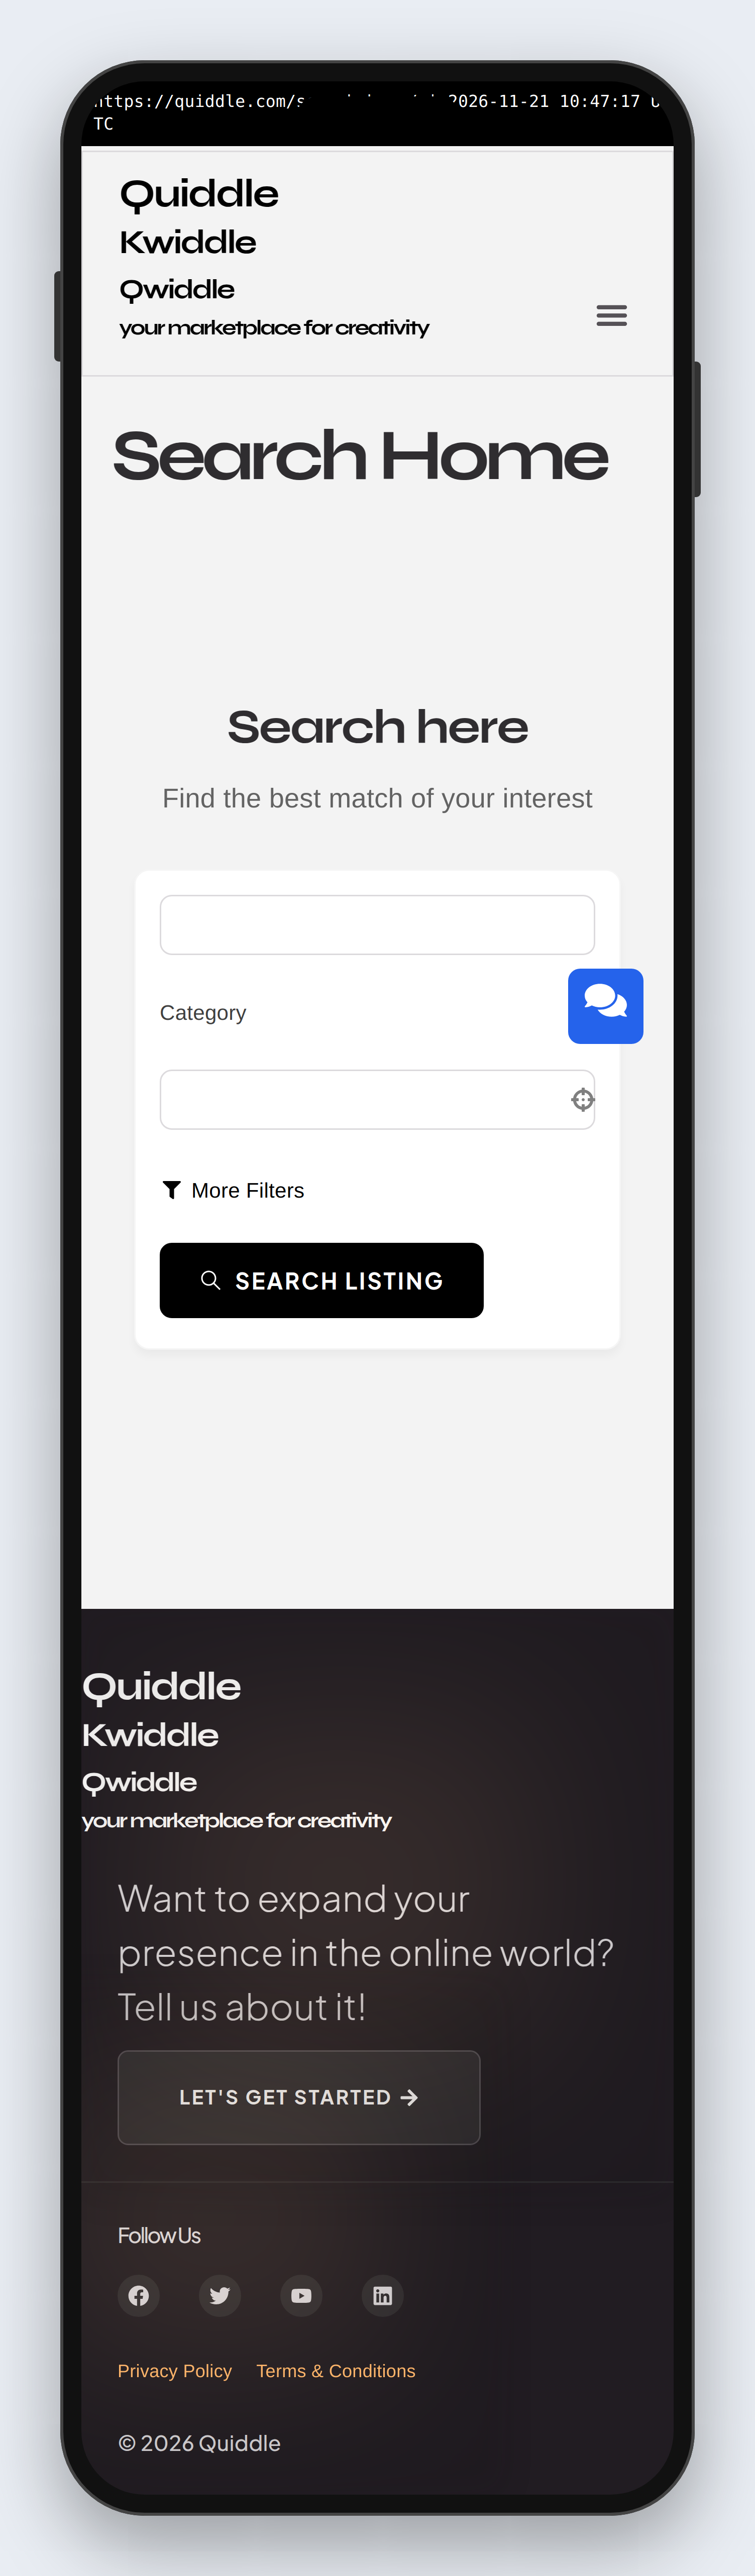 https://quiddle.com/s 2026-11-21 10:47:17 U
TC
Quiddle
Kwiddle
Qwiddle
your marketplace for creativity
Search Home
Search here
Find the best match of your interest
Category
More Filters
SEARCH LISTING
Quiddle
Kwiddle
Qwiddle
your marketplace for creativity
Want to expand your
presence in the online world?
Tell us about it!
LET'S GET STARTED
Follow Us
Privacy Policy Terms & Conditions
© 2026 Quiddle